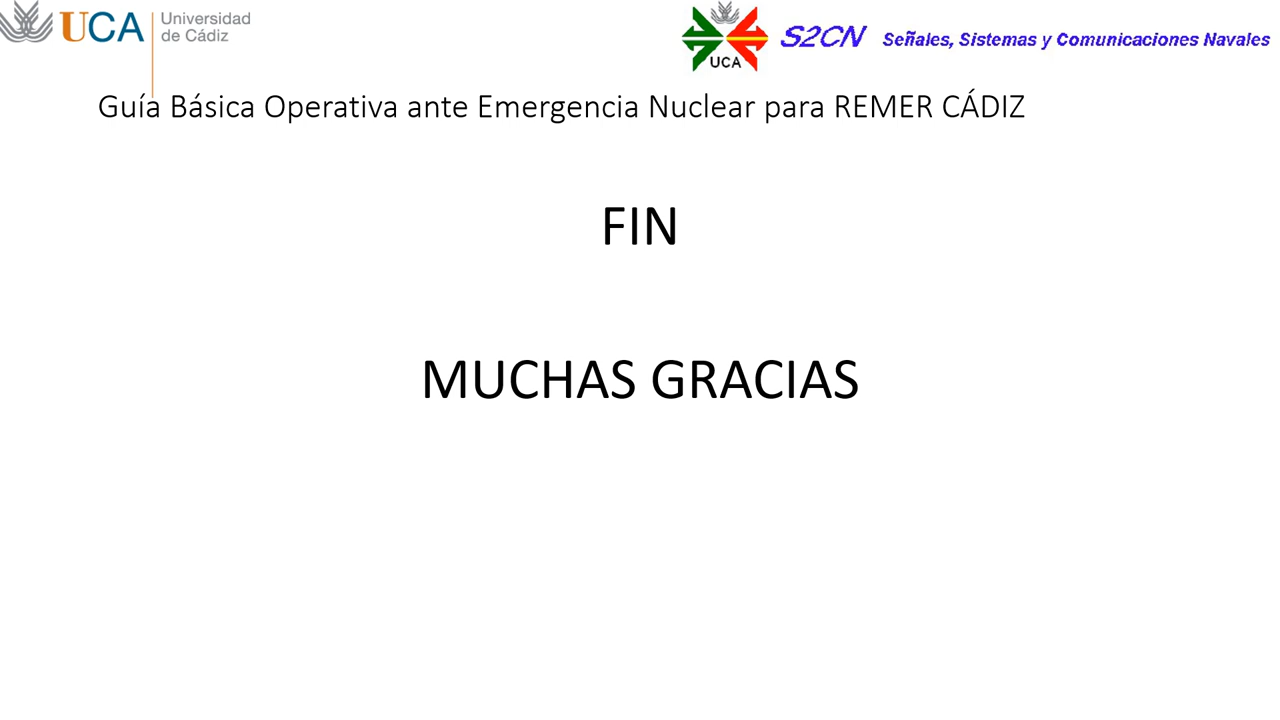 UCA Universidad
de Cádiz
UCA
S2CN Señales, Sistemas y Comunicaciones Navales
Guía Básica Operativa ante Emergencia Nuclear para REMER CÁDIZ
FIN
MUCHAS GRACIAS